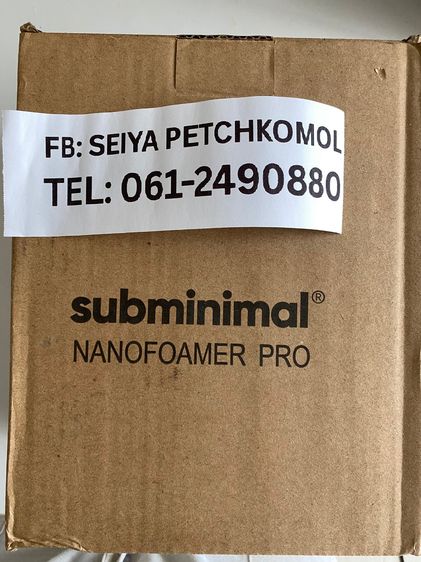 FB: SEIYA PETCHKOMOL
TEL: 061-2490880
subminimal®
NANOFOAMER PRO